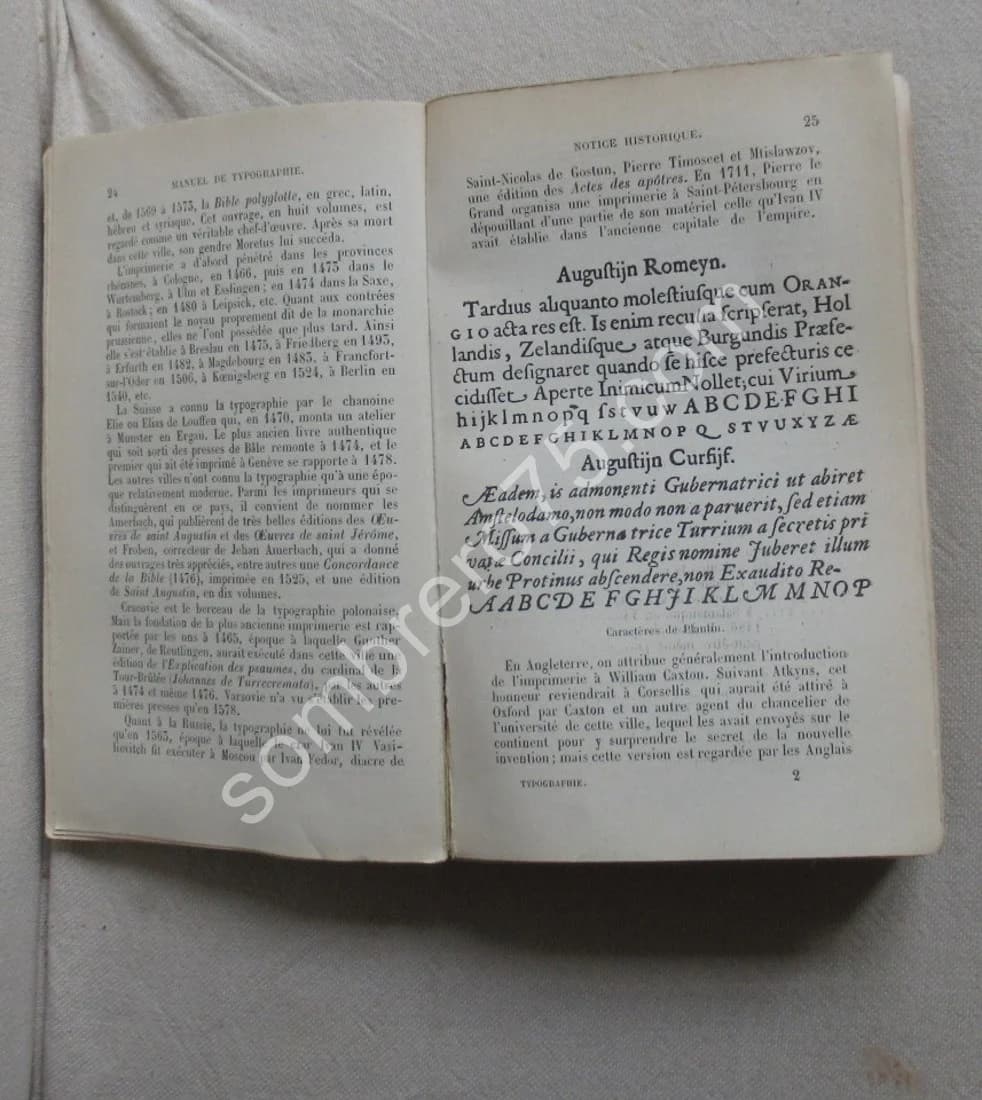 24
MANUEL DE TYPOGRAPHIE.
et, de 1569 à 1573, la Bible polyglotte, en grec, latin,
hébreu et syriaque. Cet ouvrage, en huit volumes, est
regardé comme un véritable chef-d'œuvre. Après sa mort
dans cette ville, son gendre Moretus lui succéda.
L'imprimerie a d'abord pénétré dans les provinces
rhénanes, à Cologne, en 1466, puis en 1473 dans le
Wurtemberg, à Ulm et Esslingen; en 1474 dans la Saxe,
à Rostock; en 1480 à Leipsick, etc. Quant aux contrées
qui formaient le noyau proprement dit de la monarchie
prussienne, elles ne l'ont possédée que plus tard. Ainsi
elle s'est établie à Breslau en 1475, à Friedberg en 1495,
à Erfurth en 1482, à Magdebourg en 1483, à Francfort-
sur-l'Oder en 1506, à Kœnigsberg en 1524, à Berlin en
1540, etc.
La Suisse a connu la typographie par le chanoine
Elie ou Elias de Louffen qui, en 1470, monta un atelier
à Munster en Ergau. Le plus ancien livre authentique
qui soit sorti des presses de Bâle remonte à 1474, et le
premier qui ait été imprimé à Genève se rapporte à 1478.
Les autres villes n'ont connu la typographie qu'à une épo-
que relativement moderne. Parmi les imprimeurs qui se
distinguèrent en ce pays, il convient de nommer les
Amerbach, qui publièrent de très belles éditions des Œu-
vres de saint Augustin et des Œuvres de saint Jérôme,
et Froben, correcteur de Jehan Amerbach, qui a donné
des ouvrages très appréciés, entre autres une Concordance
de la Bible (1476), imprimée en 1525, et une édition
de Saint Augustin, en dix volumes.
Cracovie est le berceau de la typographie polonaise.
Mais la fondation de la plus ancienne imprimerie est rap-
portée par les uns à 1465, époque à laquelle Gunther
Zainer, de Reutlingen, aurait exécuté dans cette ville une
édition de l'Explication des psaumes, du cardinal de la
Tour-Brûlée (Johannes de Turrecremata), par les autres
à 1474 et même 1476. Varsovie n'a vu s'établir les pre-
mières presses qu'en 1578.
Quant à la Russie, la typographie ne lui fut révélée
qu'en 1563, époque à laquelle le czar Ivan IV Vasi-
liievitch fit exécuter à Moscou par Ivan Fedor, diacre de
25
NOTICE HISTORIQUE.
Saint-Nicolas de Gostun, Pierre Timoseet et Mtislawzov,
une édition des Actes des apôtres. En 1711, Pierre le
Grand organisa une imprimerie à Saint-Pétersbourg en
dépouillant d'une partie de son matériel celle qu'Ivan IV
avait établie dans l'ancienne capitale de l'empire.
Auguſtijn Romeyn.
Tardius aliquanto moleſtiuſque cum ORAN-
GIO acta res eſt. Is enim recuſia ſcripſerat, Hol
landis, Zelandiſque atque Burgundis Præfe-
ctum deſignaret quando ſe hiſce prefecturis ce
cidiſſet, Aperte InimicumNollet; cui Virium
hijklmnopq ſstvuw ABCDE·FGHI
ABCDEFGHIKLMNOPQ STVUXYZÆ
Auguſtijn Curſijf.
Æadem, is admonenti Gubernatrici ut abiret
Amſtelodamo, non modo non a paruerit, ſed etiam
Miſſum a Guberna trice Turrium a ſecretis pri
vatæ Concilii, qui Regis nomine Juberet illum
urbe Protinus abſcendere, non Exaudito Re-
AABCDEFGHJIKLMMNOP
Caractères de Plantin.
En Angleterre, on attribue généralement l'introduction
de l'imprimerie à William Caxton. Suivant Atkyns, cet
honneur reviendrait à Corsellis qui aurait été attiré à
Oxford par Caxton et un autre agent du chancelier de
l'université de cette ville, lequel les avait envoyés sur le
continent pour y surprendre le secret de la nouvelle
invention; mais cette version est regardée par les Anglais
TYPOGRAPHIE.
2
sombrero75.com